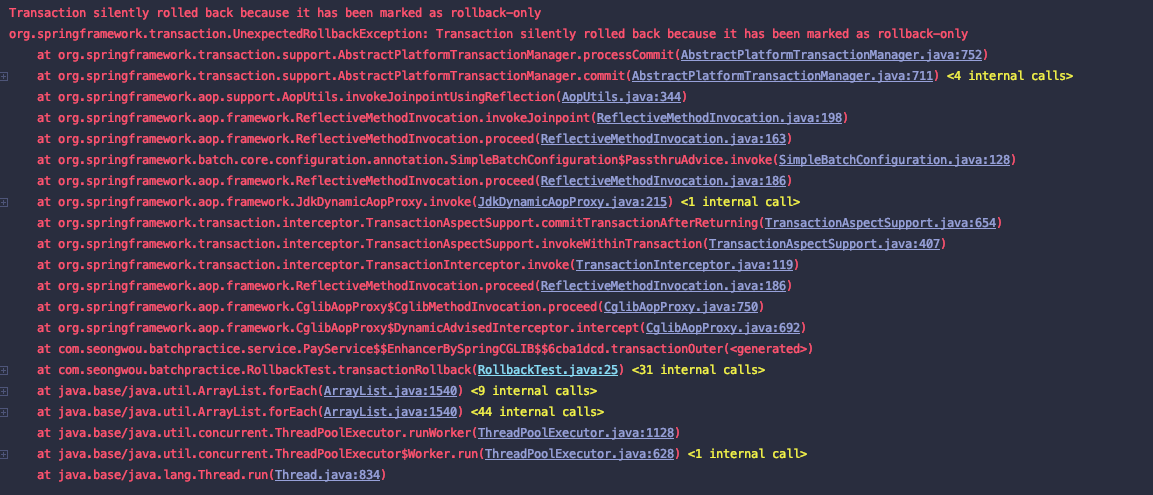 Transaction silently rolled back because it has been marked as rollback-only
org.springframework.transaction.UnexpectedRollbackException: Transaction silently rolled back because it has been marked as rollback-only
at org.springframework.transaction.support.AbstractPlatformTransactionManager.processCommit(AbstractPlatformTransactionManager.java:752)
at org.springframework.transaction.support.AbstractPlatformTransactionManager.commit(AbstractPlatformTransactionManager.java:711) <4 internal calls>
at org.springframework.aop.support.AopUtils.invokeJoinpointUsingReflection(AopUtils.java:344)
at org.springframework.aop.framework.ReflectiveMethodInvocation.invokeJoinpoint(ReflectiveMethodInvocation.java:198)
at org.springframework.aop.framework.ReflectiveMethodInvocation.proceed(ReflectiveMethodInvocation.java:163)
at org.springframework.batch.core.configuration.annotation.SimpleBatchConfiguration$PassthruAdvice.invoke(SimpleBatchConfiguration.java:128)
at org.springframework.aop.framework.ReflectiveMethodInvocation.proceed(ReflectiveMethodInvocation.java:186)
at org.springframework.aop.framework.JdkDynamicAopProxy.invoke(JdkDynamicAopProxy.java:215) <1 internal call>
at org.springframework.transaction.interceptor.TransactionAspectSupport.commitTransactionAfterReturning(TransactionAspectSupport.java:654)
at org.springframework.transaction.interceptor.TransactionAspectSupport.invokeWithinTransaction(TransactionAspectSupport.java:407)
at org.springframework.transaction.interceptor.TransactionInterceptor.invoke(TransactionInterceptor.java:119)
at org.springframework.aop.framework.ReflectiveMethodInvocation.proceed(ReflectiveMethodInvocation.java:186)
at org.springframework.aop.framework.CglibAopProxy$CglibMethodInvocation.proceed(CglibAopProxy.java:750)
at org.springframework.aop.framework.CglibAopProxy$DynamicAdvisedInterceptor.intercept(CglibAopProxy.java:692)
at com.seongwou.batchpractice.service.PayService$$EnhancerBySpringCGLIB$$6cba1dcd.transactionOuter(<generated>)
at com.seongwou.batchpractice.RollbackTest.transactionRollback(RollbackTest.java:25) <31 internal calls>
at java.base/java.util.ArrayList.forEach(ArrayList.java:1540) <9 internal calls>
at java.base/java.util.ArrayList.forEach(ArrayList.java:1540) <44 internal calls>
at java.base/java.util.concurrent.ThreadPoolExecutor.runWorker(ThreadPoolExecutor.java:1128)
at java.base/java.util.concurrent.ThreadPoolExecutor$Worker.run(ThreadPoolExecutor.java:628) <1 internal call>
at java.base/java.lang.Thread.run(Thread.java:834)